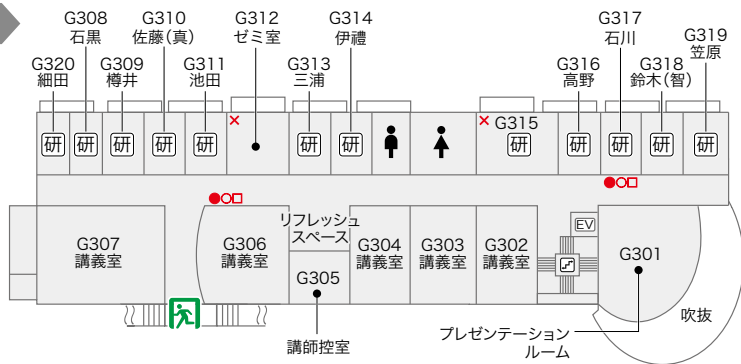 G308
石黒
G310
佐藤(真)
G312
ゼミ室
G314
伊禮
G317
石川
G319
笠原
G320
細田
G309
樽井
G311
池田
G313
三浦
G316
高野
G318
鈴木(智)
G315
研
研
研
研
研
研
研
研
研
研
研
研
G307
講義室
G306
講義室
リフレッシュ
スペース
G305
講師控室
G304
講義室
G303
講義室
G302
講義室
EV
G301
プレゼンテーション
ルーム
吹抜